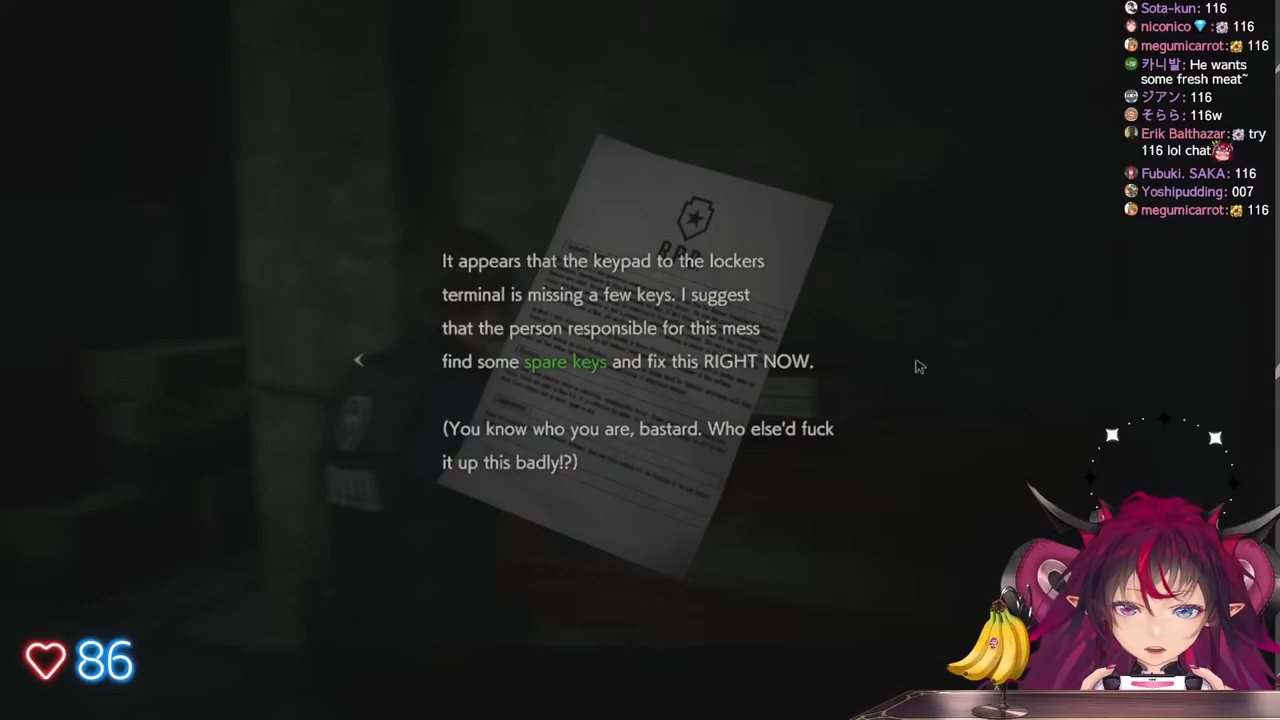 It appears that the keypad to the lockers
terminal is missing a few keys. I suggest
that the person responsible for this mess
find some spare keys and fix this RIGHT NOW.
(You know who you are, bastard. Who else'd fuck
it up this badly!?)
R.P.D.
86
Sota-kun: 116
niconico💎: 116
megumicarrot: 116
카니발: He wants
some fresh meat~
ジアン: 116
そらら: 116w
Erik Balthazar: try
116 lol chat
Fubuki. SAKA: 116
Yoshipudding: 007
megumicarrot: 116